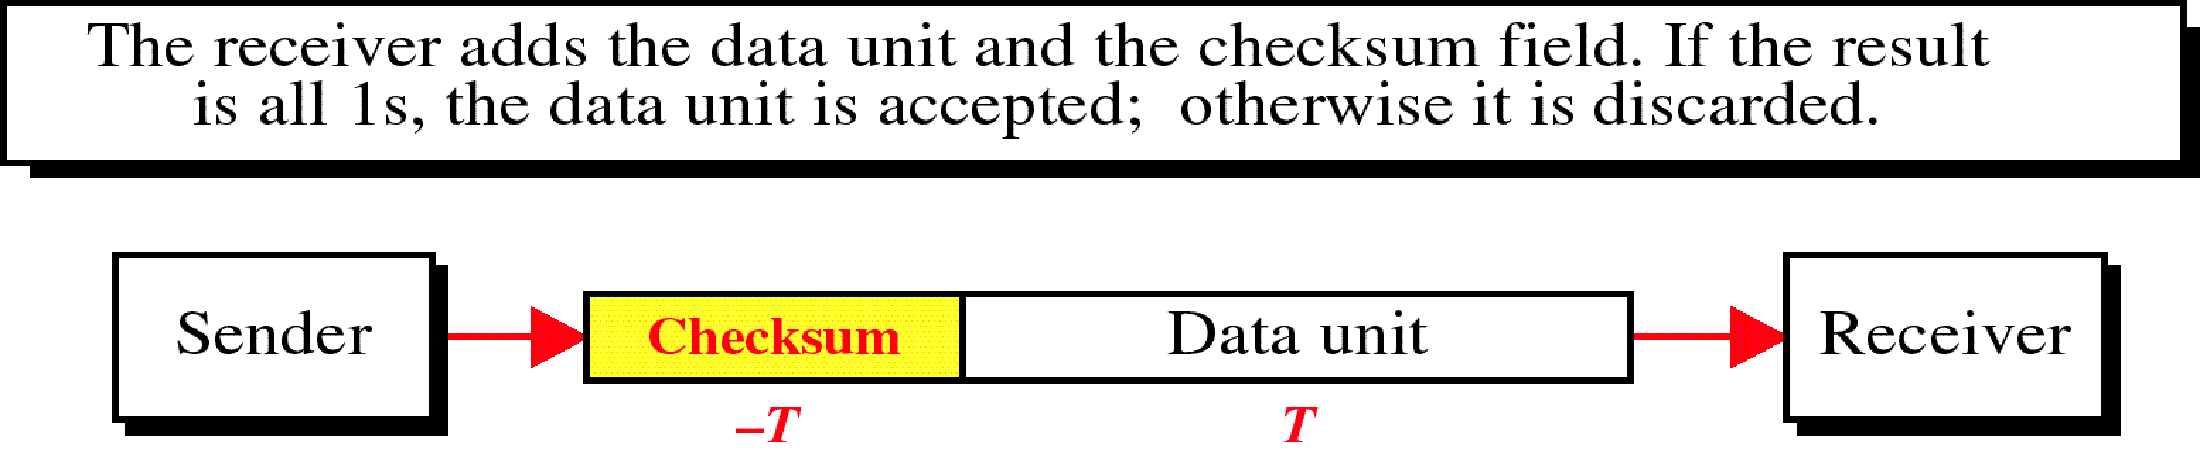 The receiver adds the data unit and the checksum field. If the result
is all 1s, the data unit is accepted;  otherwise it is discarded.
Sender
Checksum
Data unit
Receiver
–T
T